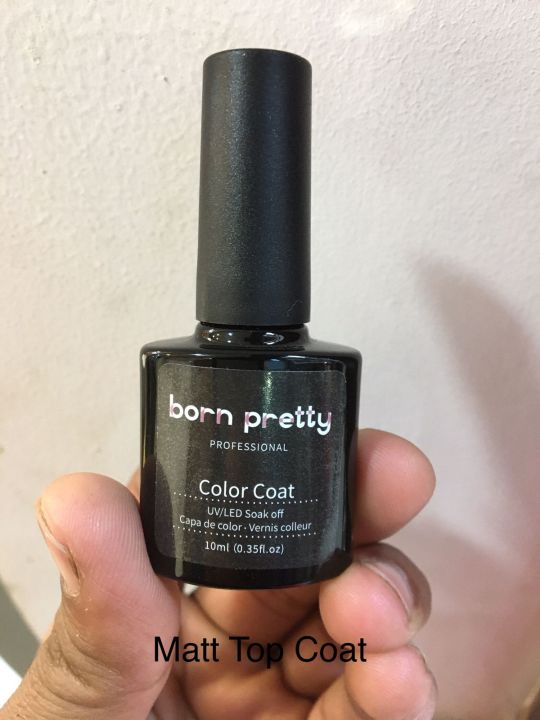 born pretty
PROFESSIONAL
Color Coat
UV/LED Soak off
Capa de color · Vernis colleur
10ml (0.35fl.oz)
Matt Top Coat